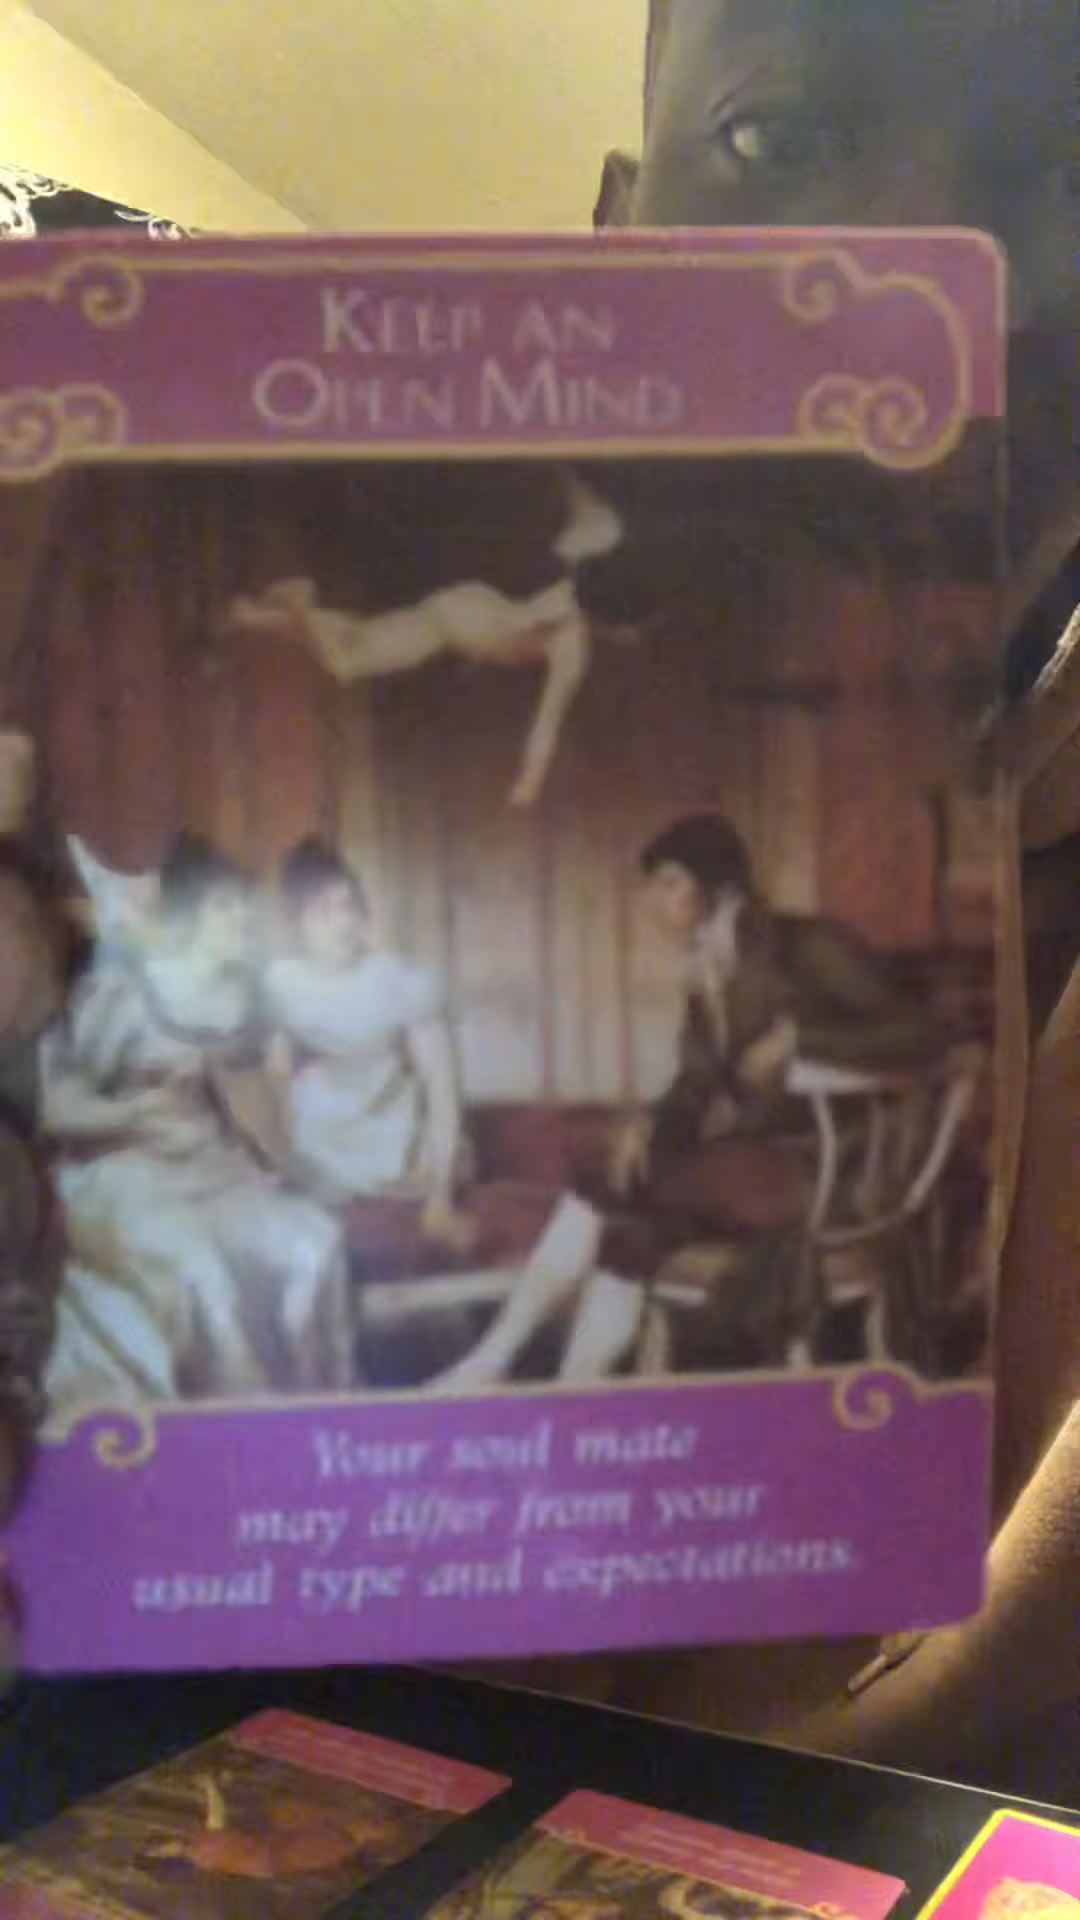 KEEP AN
OPEN MIND
Your soul mate
may differ from your
usual type and expectations.